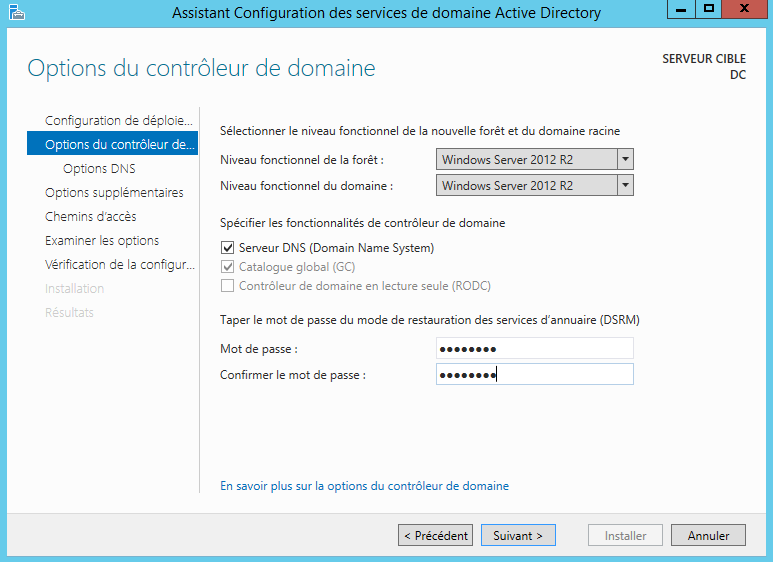 Assistant Configuration des services de domaine Active Directory
Options du contrôleur de domaine
SERVEUR CIBLE
DC
Configuration de déploie...
Options du contrôleur de...
Options DNS
Options supplémentaires
Chemins d'accès
Examiner les options
Vérification de la configur...
Installation
Résultats
Sélectionner le niveau fonctionnel de la nouvelle forêt et du domaine racine
Niveau fonctionnel de la forêt : Windows Server 2012 R2
Niveau fonctionnel du domaine : Windows Server 2012 R2
Spécifier les fonctionnalités de contrôleur de domaine
Serveur DNS (Domain Name System)
Catalogue global (GC)
Contrôleur de domaine en lecture seule (RODC)
Taper le mot de passe du mode de restauration des services d'annuaire (DSRM)
Mot de passe : ••••••••
Confirmer le mot de passe : ••••••••
En savoir plus sur la options du contrôleur de domaine
< Précédent Suivant > Installer Annuler